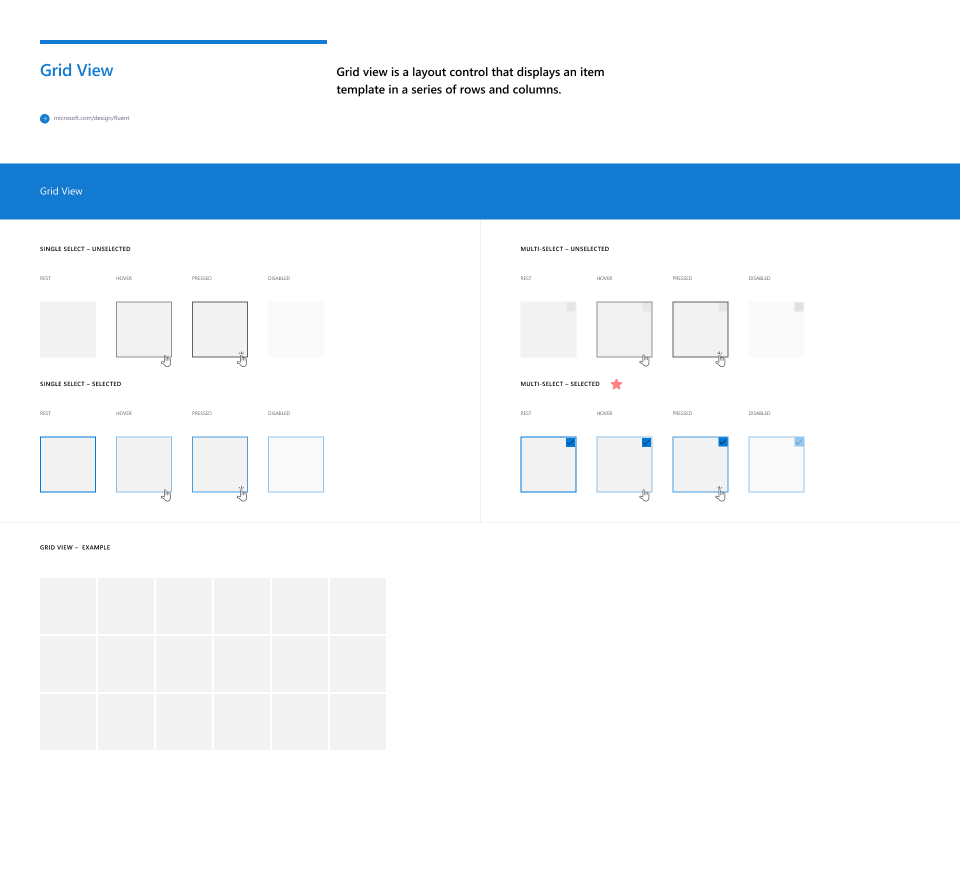 Grid View
Grid view is a layout control that displays an item
template in a series of rows and columns.
microsoft.com/design/fluent
Grid View
SINGLE SELECT – UNSELECTED
REST
HOVER
PRESSED
DISABLED
SINGLE SELECT – SELECTED
REST
HOVER
PRESSED
DISABLED
MULTI-SELECT – UNSELECTED
REST
HOVER
PRESSED
DISABLED
MULTI-SELECT – SELECTED
REST
HOVER
PRESSED
DISABLED
GRID VIEW – EXAMPLE